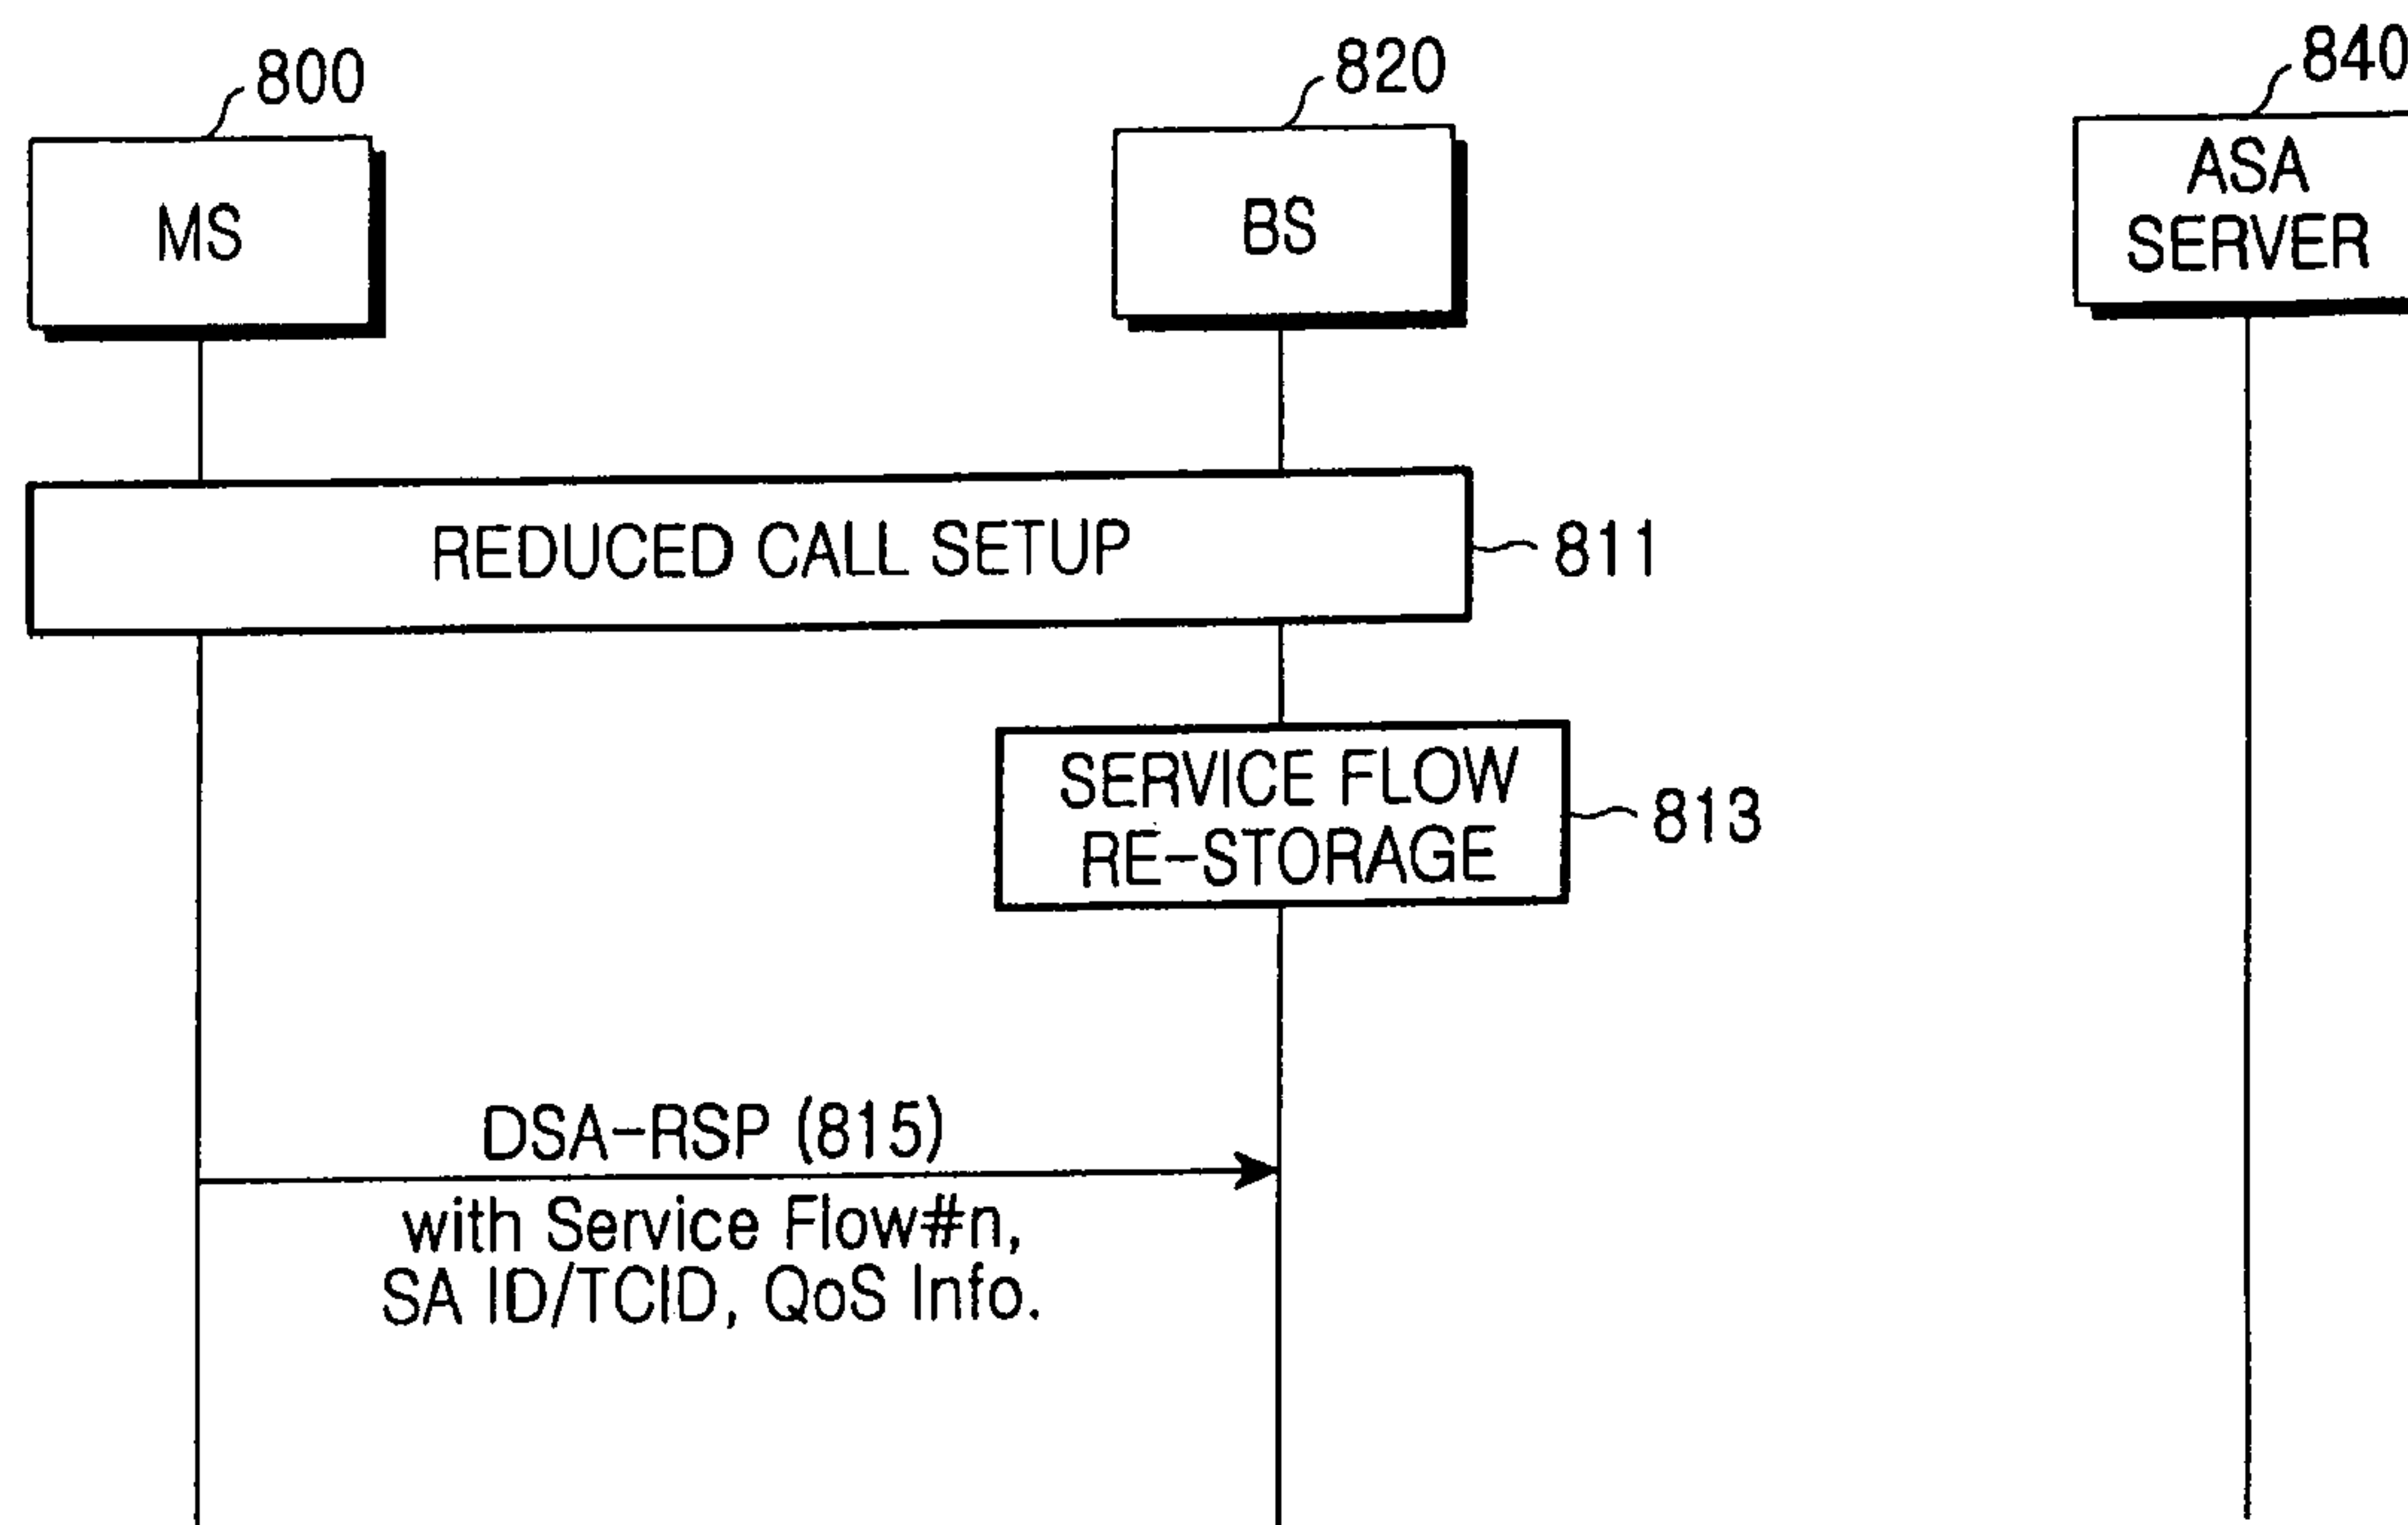 800
820
840
MS
BS
ASA
SERVER
REDUCED CALL SETUP
811
SERVICE FLOW
RE-STORAGE
813
DSA-RSP (815)
with Service Flow#n,
SA ID/TCID, QoS Info.